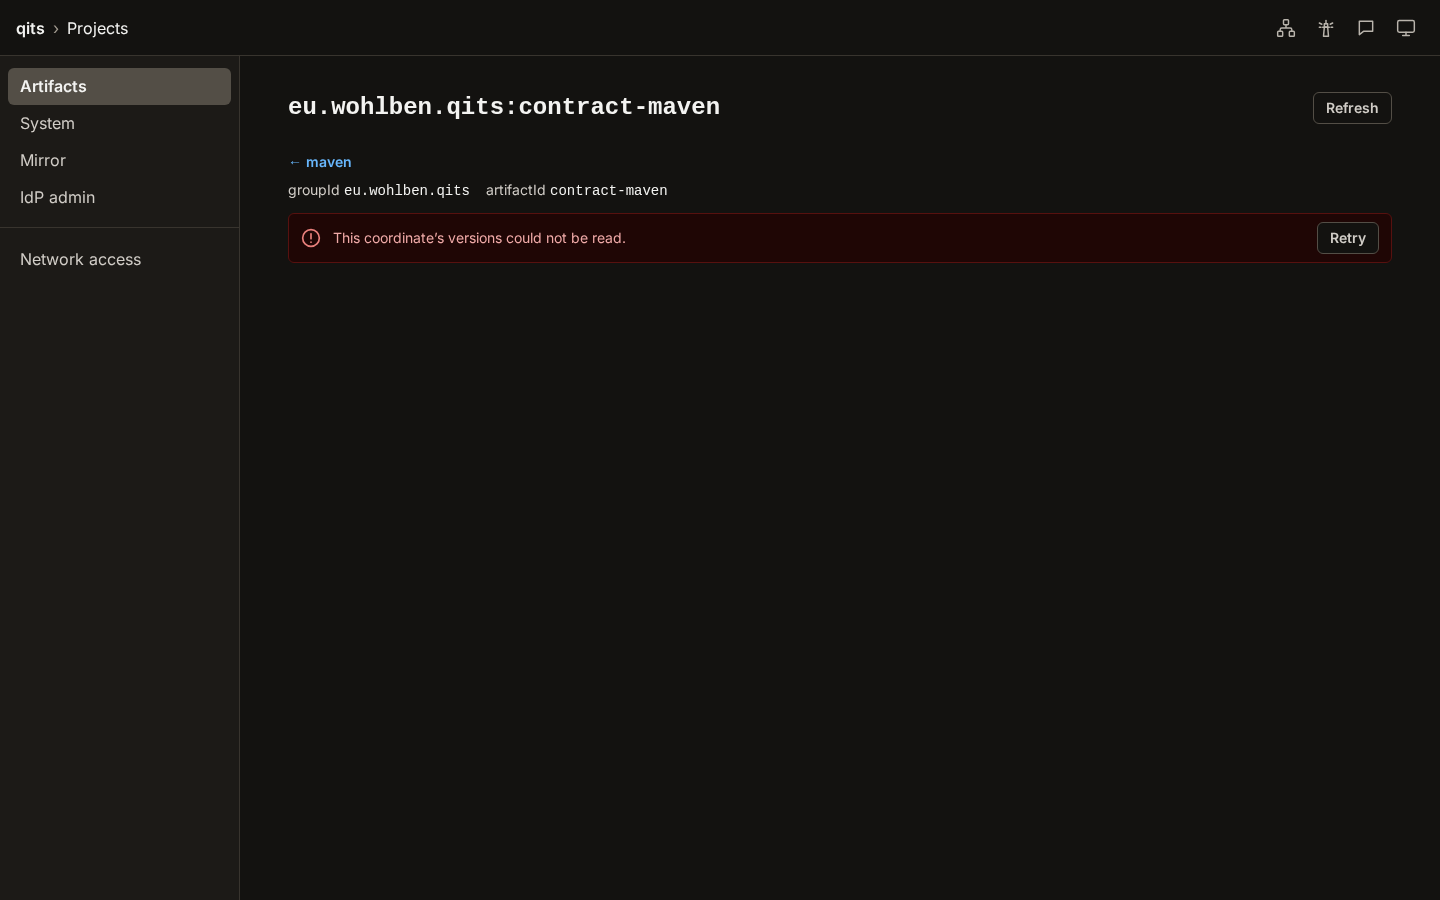 qits › Projects
Artifacts
System
Mirror
IdP admin
Network access
eu.wohlben.qits:contract-maven
Refresh
← maven
groupId eu.wohlben.qits artifactId contract-maven
This coordinate’s versions could not be read.
Retry